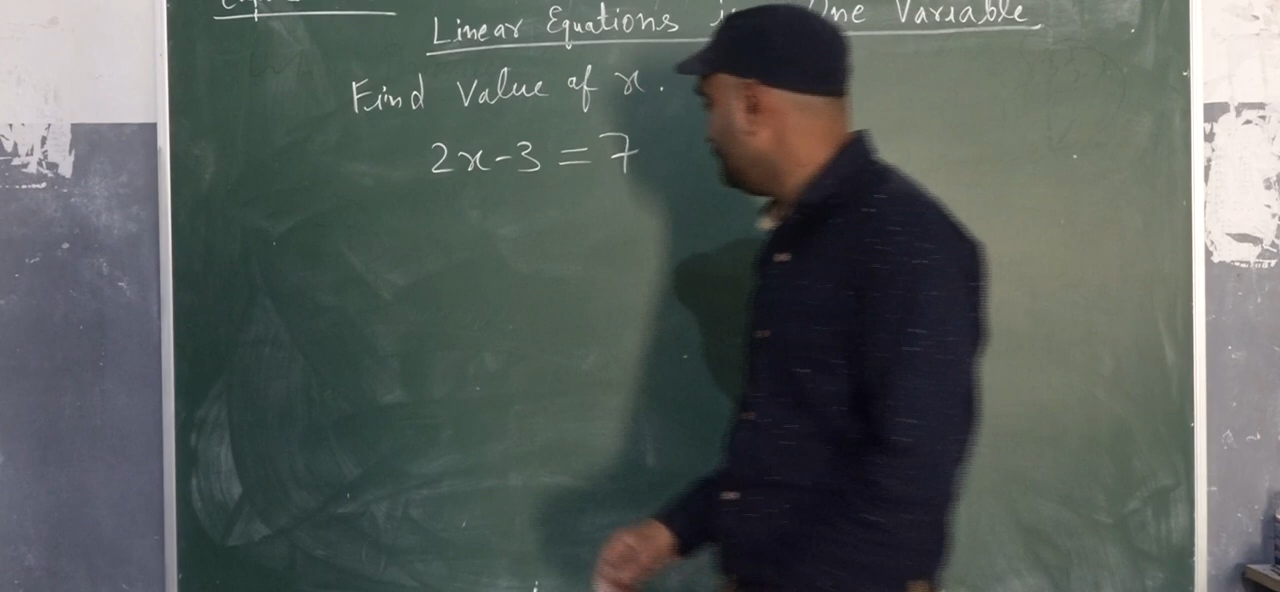 Linear Equations in One Variable
Find Value of x.
2x-3=7